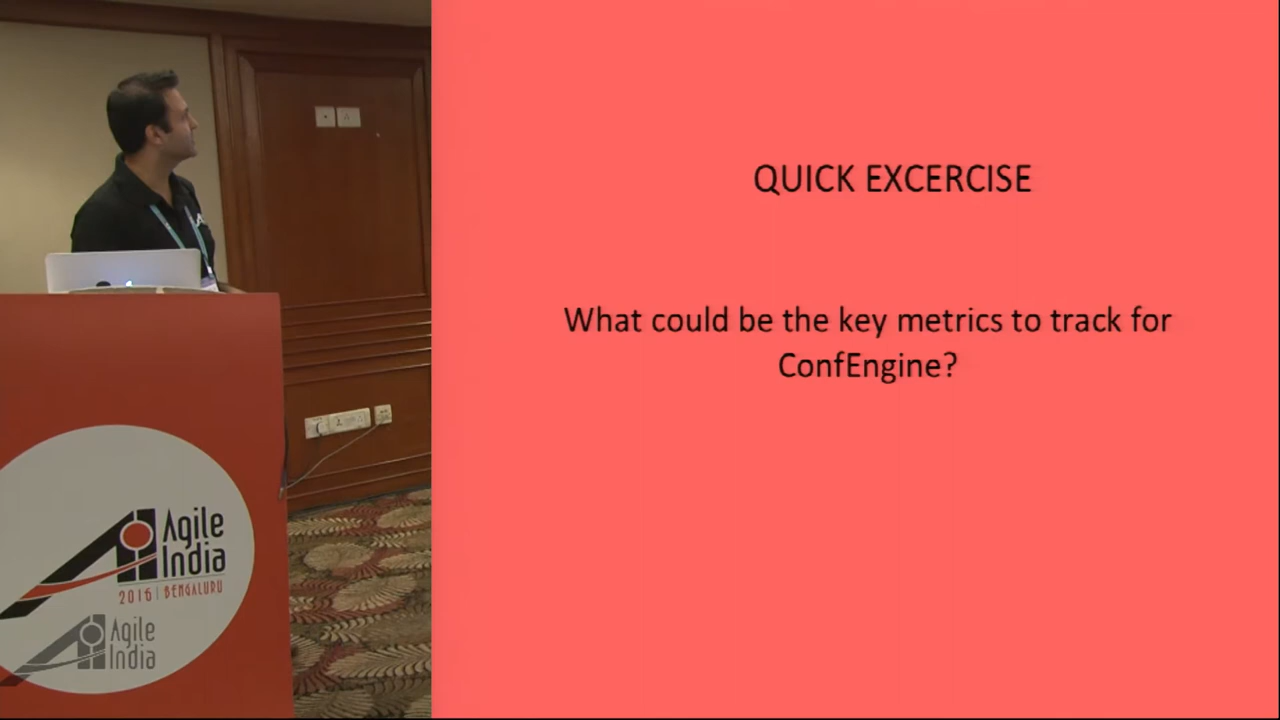 QUICK EXCERCISE
What could be the key metrics to track for
ConfEngine?
Agile
India
2016 | BENGALURU
Agile
India